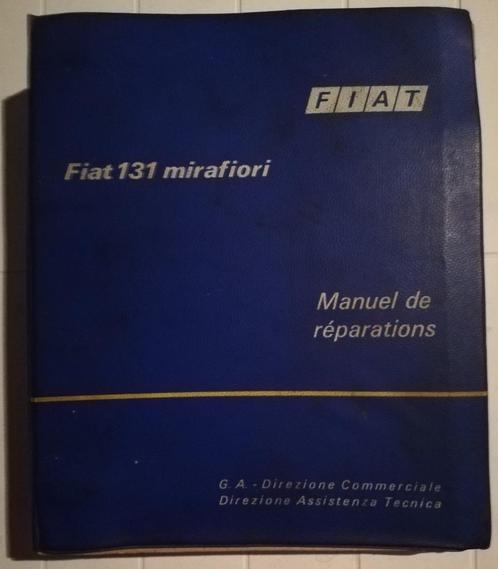 FIAT
Fiat 131 mirafiori
Manuel de
réparations
G. A. - Direzione Commerciale
Direzione Assistenza Tecnica